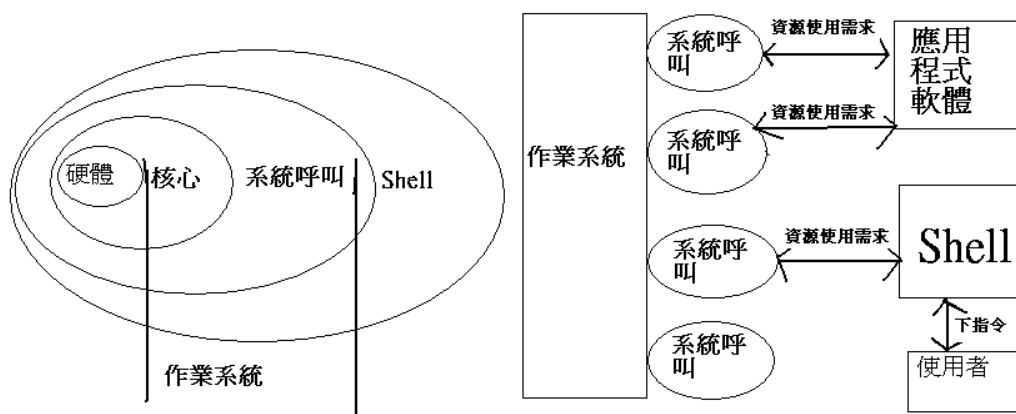 硬體
核心
系統呼叫
Shell
作業系統
作業系統
系統呼
叫
系統呼
叫
系統呼
叫
系統呼
叫
資源使用需求
資源使用需求
資源使用需求
應用
程式
軟體
Shell
下指令
使用者